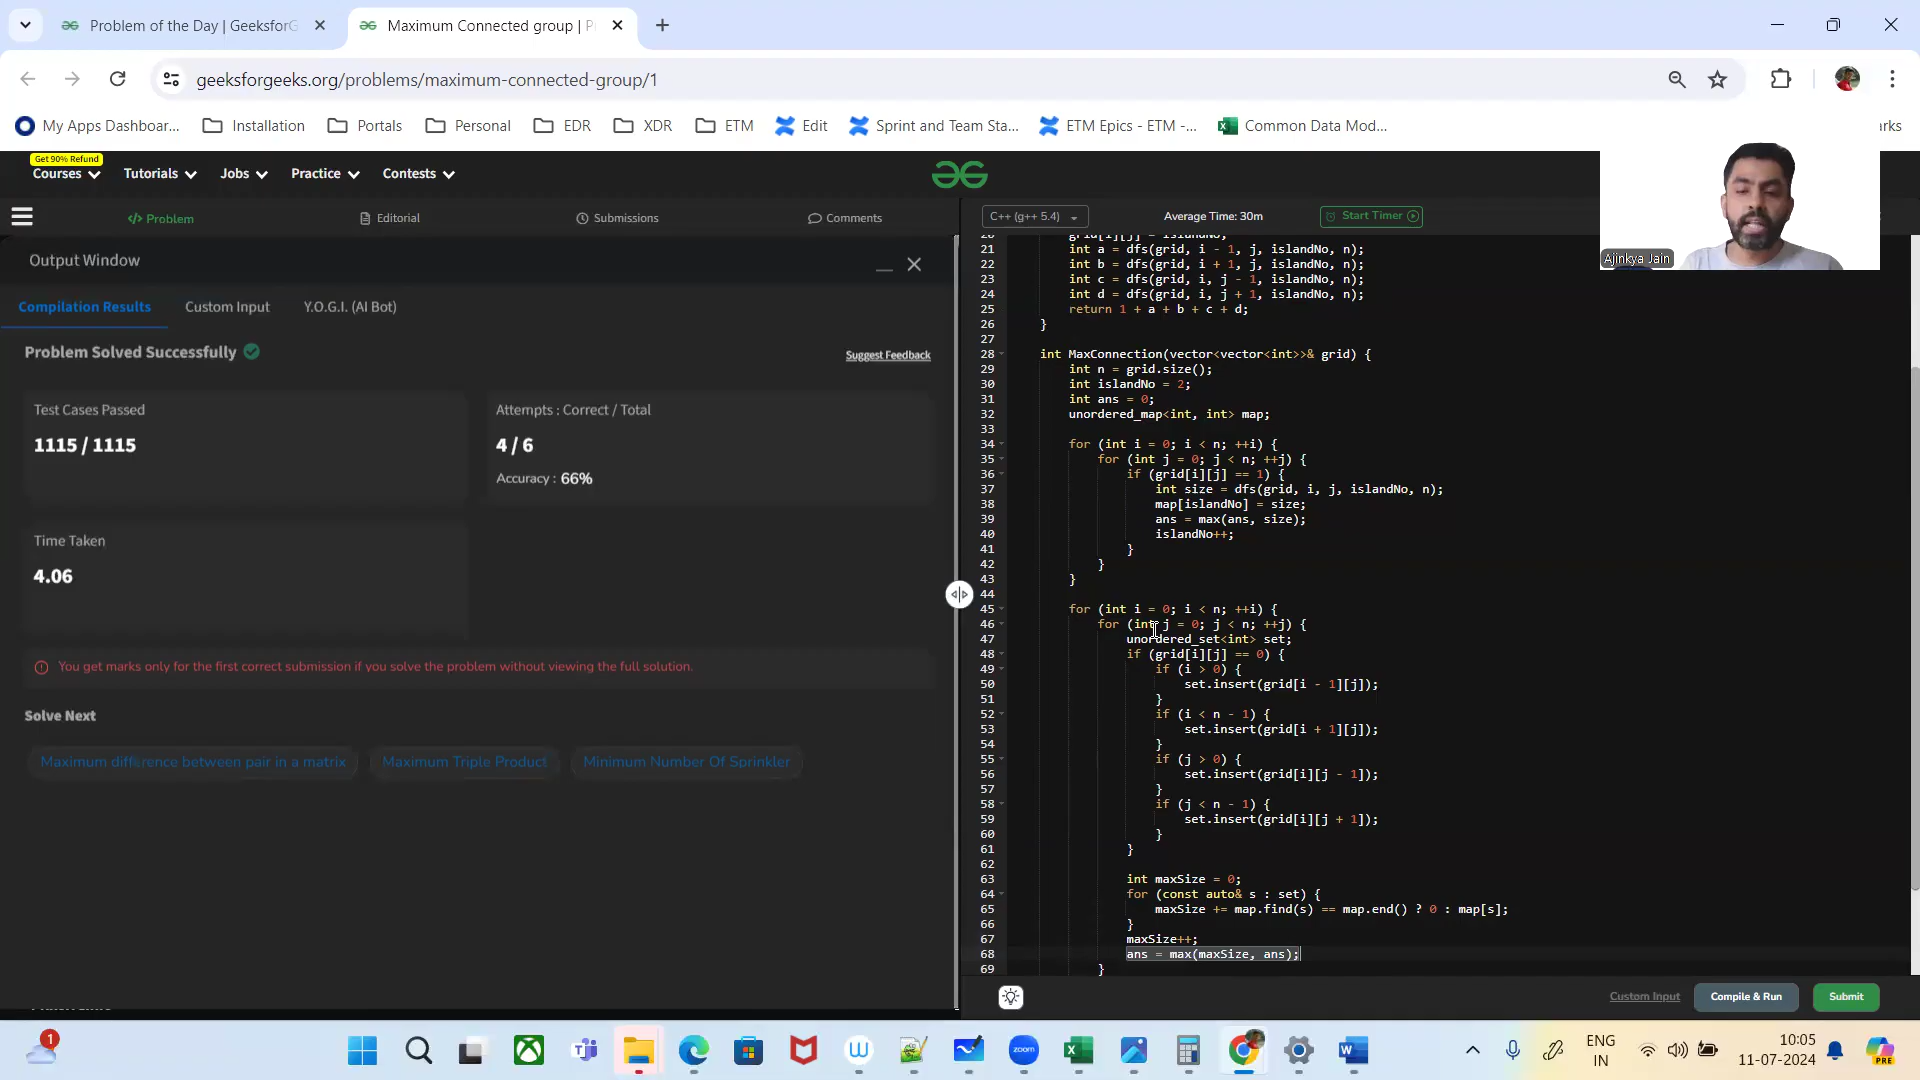 Problem of the Day | GeeksforG
Maximum Connected group | P
geeksforgeeks.org/problems/maximum-connected-group/1
My Apps Dashboar...
Installation
Portals
Personal
EDR
XDR
ETM
Edit
Sprint and Team Sta...
ETM Epics - ETM -...
Common Data Mod...
arks
Get 90% Refund
Courses
Tutorials
Jobs
Practice
Contests
Problem
Editorial
Submissions
Comments
C++ (g++ 5.4)
Average Time: 30m
Start Timer
Ajinkya Jain
Output Window
Compilation Results
Custom Input
Y.O.G.I. (AI Bot)
Problem Solved Successfully
Suggest Feedback
Test Cases Passed
1115 / 1115
Attempts : Correct / Total
4 / 6
Accuracy : 66%
Time Taken
4.06
You get marks only for the first correct submission if you solve the problem without viewing the full solution.
Solve Next
Maximum difference between pair in a matrix
Maximum Triple Product
Minimum Number Of Sprinkler
20 grid[i][j] = islandNo;
21 int a = dfs(grid, i - 1, j, islandNo, n);
22 int b = dfs(grid, i + 1, j, islandNo, n);
23 int c = dfs(grid, i, j - 1, islandNo, n);
24 int d = dfs(grid, i, j + 1, islandNo, n);
25 return 1 + a + b + c + d;
26 }
27
28 int MaxConnection(vector<vector<int>>& grid) {
29 int n = grid.size();
30 int islandNo = 2;
31 int ans = 0;
32 unordered_map<int, int> map;
33
34 for (int i = 0; i < n; ++i) {
35 for (int j = 0; j < n; ++j) {
36 if (grid[i][j] == 1) {
37 int size = dfs(grid, i, j, islandNo, n);
38 map[islandNo] = size;
39 ans = max(ans, size);
40 islandNo++;
41 }
42 }
43 }
44
45 for (int i = 0; i < n; ++i) {
46 for (int j = 0; j < n; ++j) {
47 unordered_set<int> set;
48 if (grid[i][j] == 0) {
49 if (i > 0) {
50 set.insert(grid[i - 1][j]);
51 }
52 if (i < n - 1) {
53 set.insert(grid[i + 1][j]);
54 }
55 if (j > 0) {
56 set.insert(grid[i][j - 1]);
57 }
58 if (j < n - 1) {
59 set.insert(grid[i][j + 1]);
60 }
61 }
62
63 int maxSize = 0;
64 for (const auto& s : set) {
65 maxSize += map.find(s) == map.end() ? 0 : map[s];
66 }
67 maxSize++;
68 ans = max(maxSize, ans);
69 }
Custom Input
Compile & Run
Submit
1
zoom
ENG
IN
10:05
11-07-2024
PRE